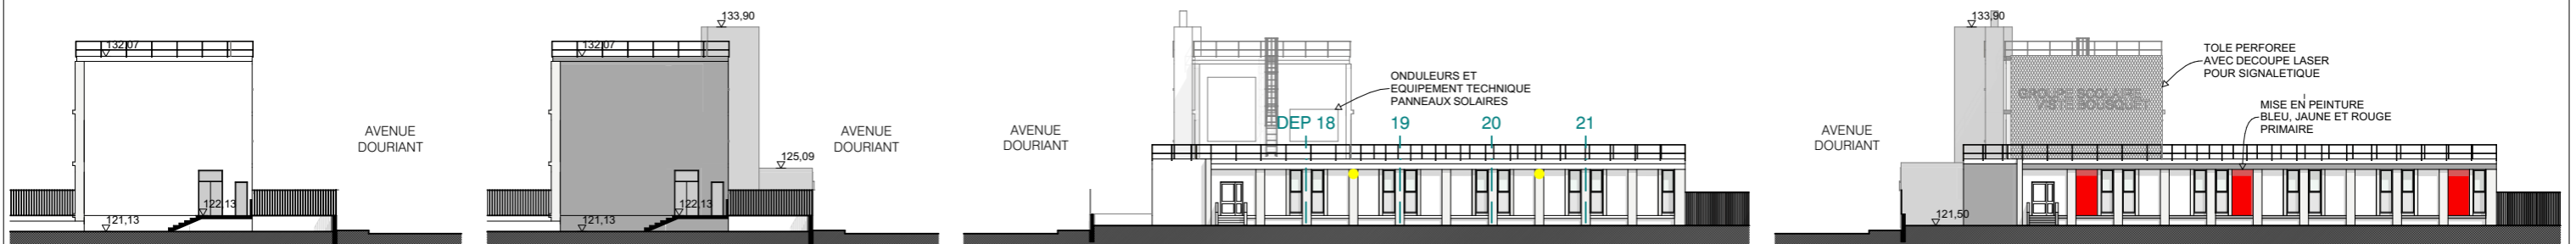 132,07
AVENUE
DOURIANT
122,13
121,13
133,90
132,07
AVENUE
DOURIANT
125,09
122,13
121,13
AVENUE
DOURIANT
ONDULEURS ET
EQUIPEMENT TECHNIQUE
PANNEAUX SOLAIRES
DEP 18
19
20
21
133,90
TOLE PERFOREE
AVEC DECOUPE LASER
POUR SIGNALETIQUE
GROUPE SCOLAIRE
VISTE BOUSQUET
MISE EN PEINTURE
BLEU, JAUNE ET ROUGE
PRIMAIRE
AVENUE
DOURIANT
121,50